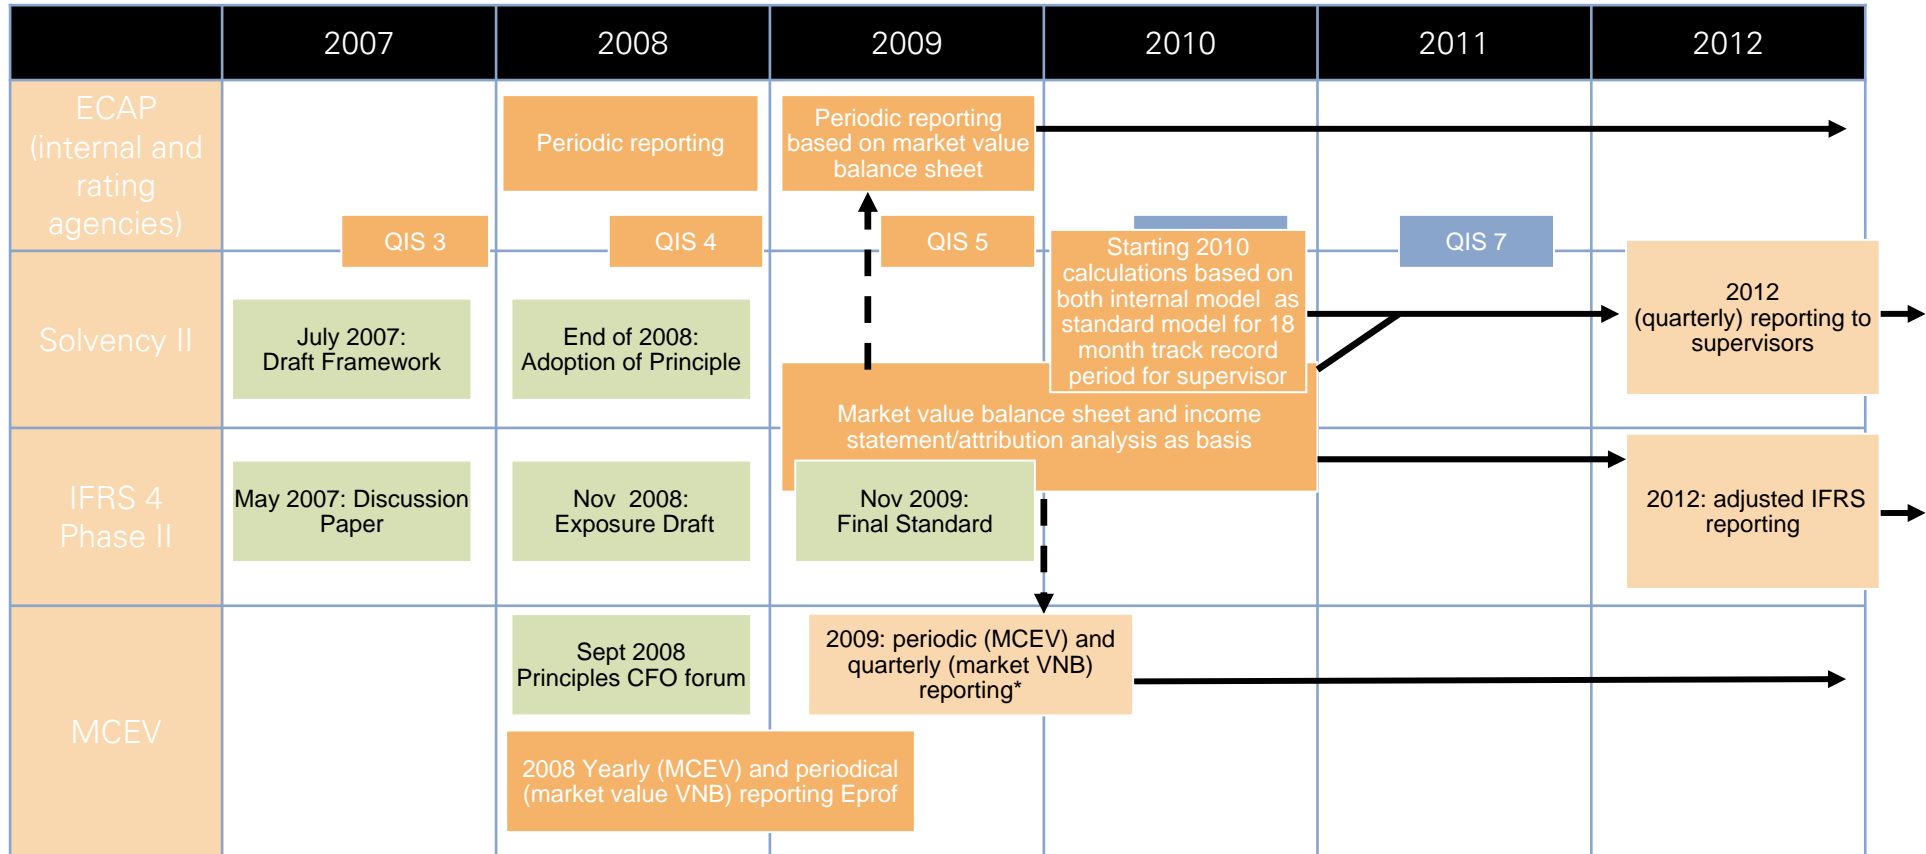 2007
2008
2009
2010
2011
2012
ECAP
(internal and
rating
agencies)
Periodic reporting
Periodic reporting
based on market value
balance sheet
QIS 3
QIS 4
QIS 5
QIS 7
Solvency II
July 2007:
Draft Framework
End of 2008:
Adoption of Principle
Starting 2010
calculations based on
both internal model as
standard model for 18
month track record
period for supervisor
2012
(quarterly) reporting to
supervisors
Market value balance sheet and income
statement/attribution analysis as basis
IFRS 4
Phase II
May 2007: Discussion
Paper
Nov 2008:
Exposure Draft
Nov 2009:
Final Standard
2012: adjusted IFRS
reporting
MCEV
Sept 2008
Principles CFO forum
2009: periodic (MCEV) and
quarterly (market VNB)
reporting*
2008 Yearly (MCEV) and periodical
(market value VNB) reporting Eprof